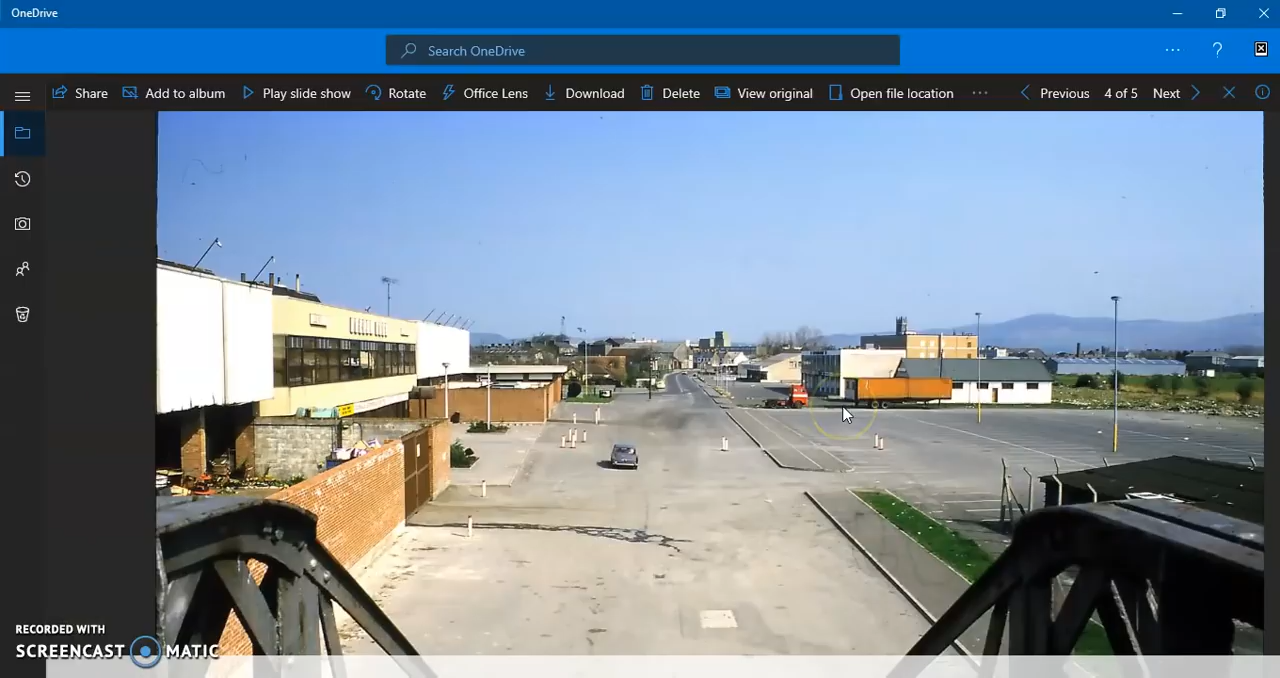 OneDrive
Search OneDrive
Share Add to album Play slide show Rotate Office Lens Download Delete View original Open file location Previous 4 of 5 Next
RECORDED WITH
SCREENCAST MATIC